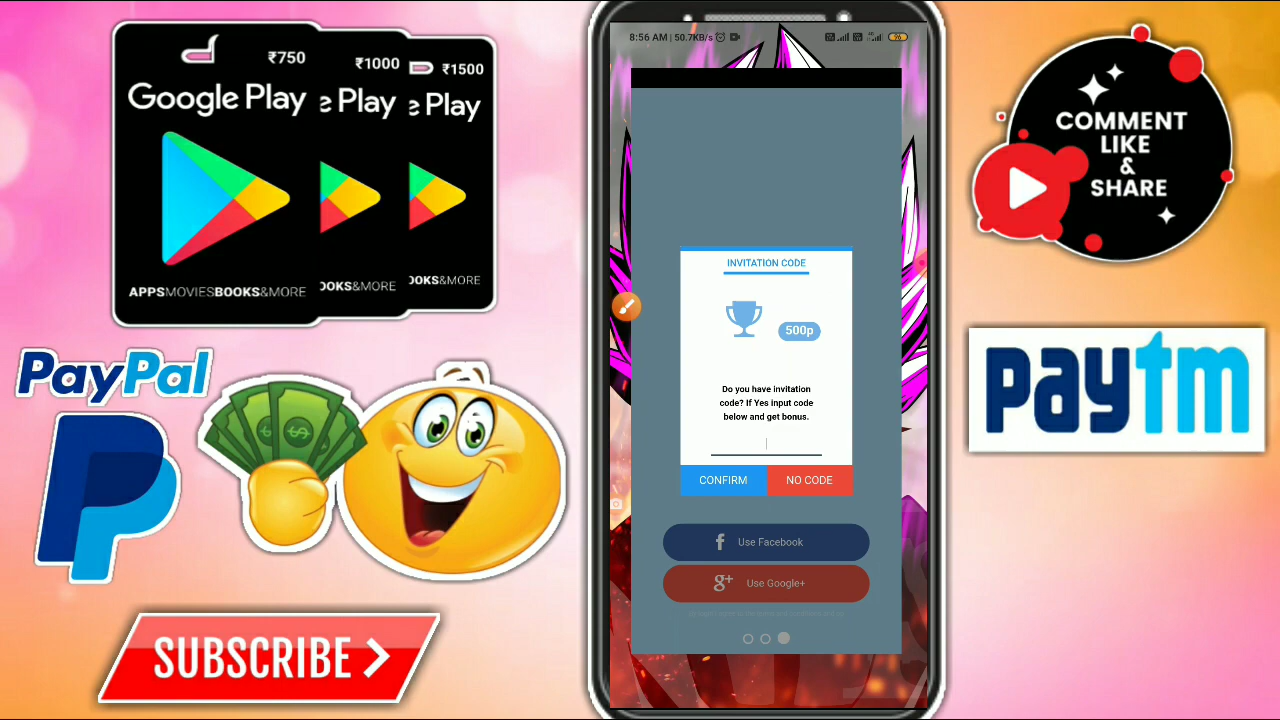 ₹750
Google Play
APPSMOVIESBOOKS&MORE
₹1000
e Play
OOKS&MORE
₹1500
e Play
OOKS&MORE
PayPal
SUBSCRIBE
8:56 AM | 50.7KB/s
INVITATION CODE
500p
Do you have invitation
code? If Yes input code
below and get bonus.
CONFIRM
NO CODE
f Use Facebook
g+ Use Google+
COMMENT
LIKE
&
SHARE
paytm